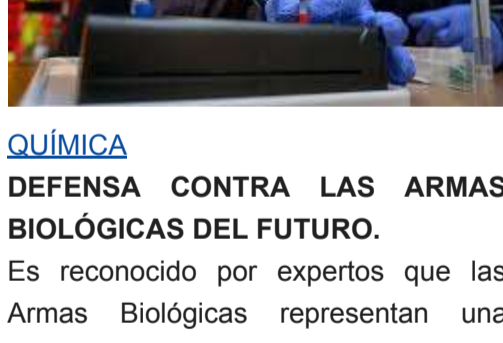 QUÍMICA
DEFENSA CONTRA LAS ARMAS
BIOLÓGICAS DEL FUTURO.
Es reconocido por expertos que las
Armas Biológicas representan una